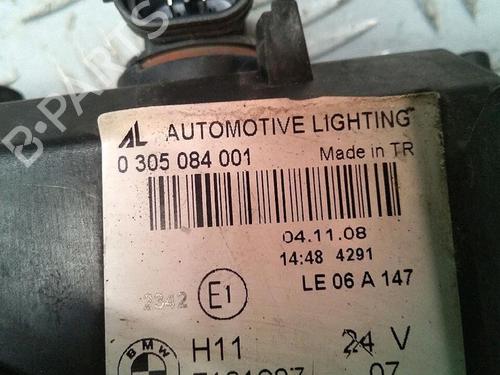 AL AUTOMOTIVE LIGHTING
0 305 084 001 Made in TR
04.11.08
14:48 4291
2342 E1 LE 06 A 147
BMW H11 24 V
07
B-PARTS